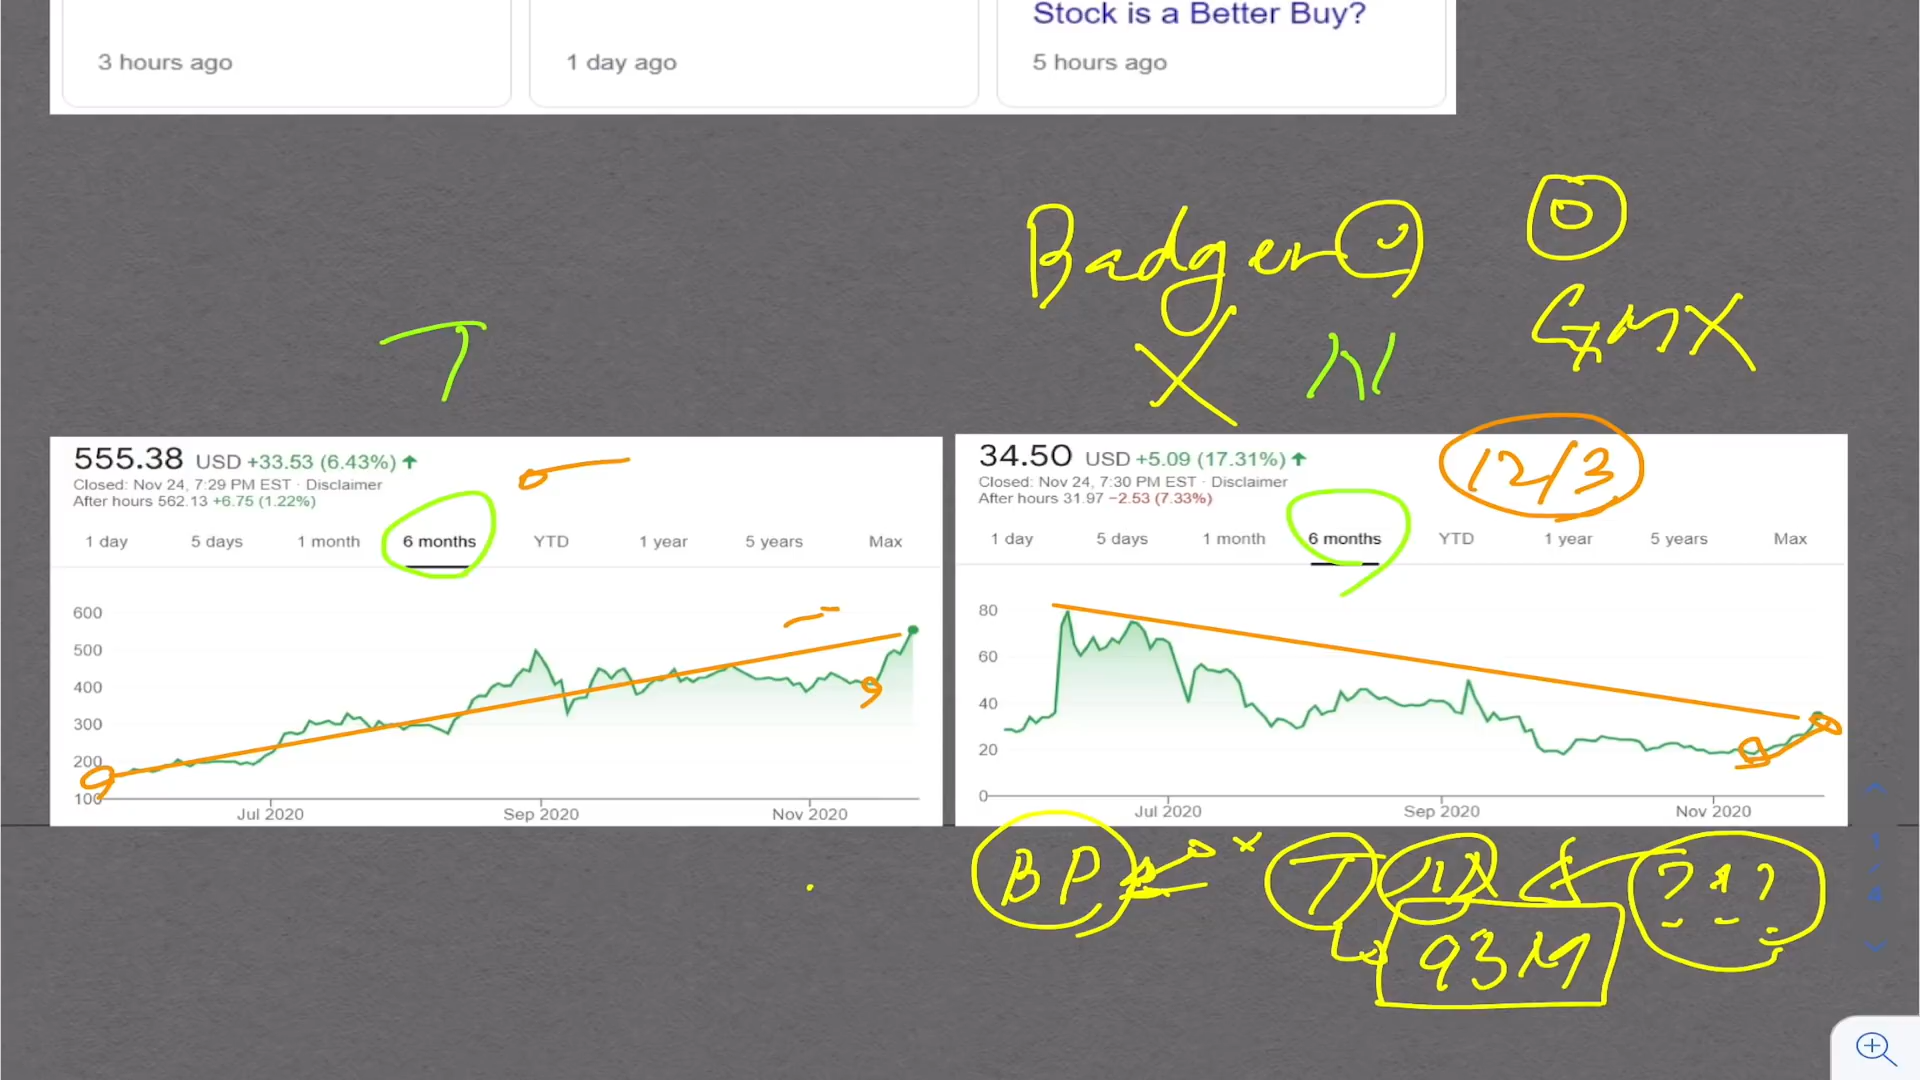 Stock is a Better Buy?
3 hours ago
1 day ago
5 hours ago
Badger
GMX
T
N
555.38 USD +33.53 (6.43%)
Closed: Nov 24, 7:29 PM EST · Disclaimer
After hours 562.13 +6.75 (1.22%)
1 day 5 days 1 month 6 months YTD 1 year 5 years Max
600
500
400
300
200
100
Jul 2020 Sep 2020 Nov 2020
34.50 USD +5.09 (17.31%)
12/3
Closed: Nov 24, 7:30 PM EST · Disclaimer
After hours 31.97 −2.53 (7.33%)
1 day 5 days 1 month 6 months YTD 1 year 5 years Max
80
60
40
20
0
Jul 2020 Sep 2020 Nov 2020
BP
T
93M